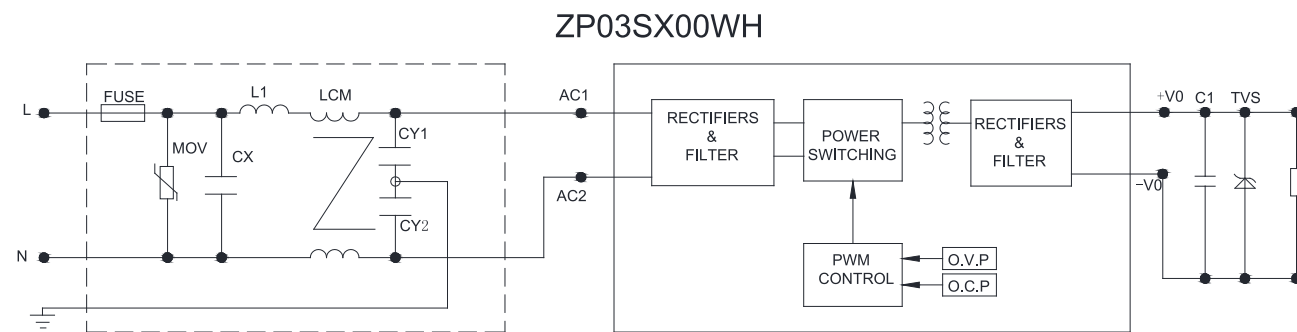 ZP03SX00WH
L
FUSE
L1
LCM
AC1
MOV
CX
CY1
CY2
AC2
N
RECTIFIERS
&
FILTER
POWER
SWITCHING
RECTIFIERS
&
FILTER
PWM
CONTROL
O.V.P
O.C.P
+V0
C1
TVS
−V0